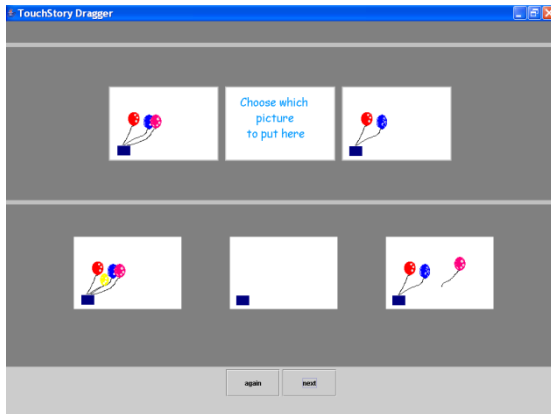 TouchStory Dragger
Choose which
picture
to put here
again
next